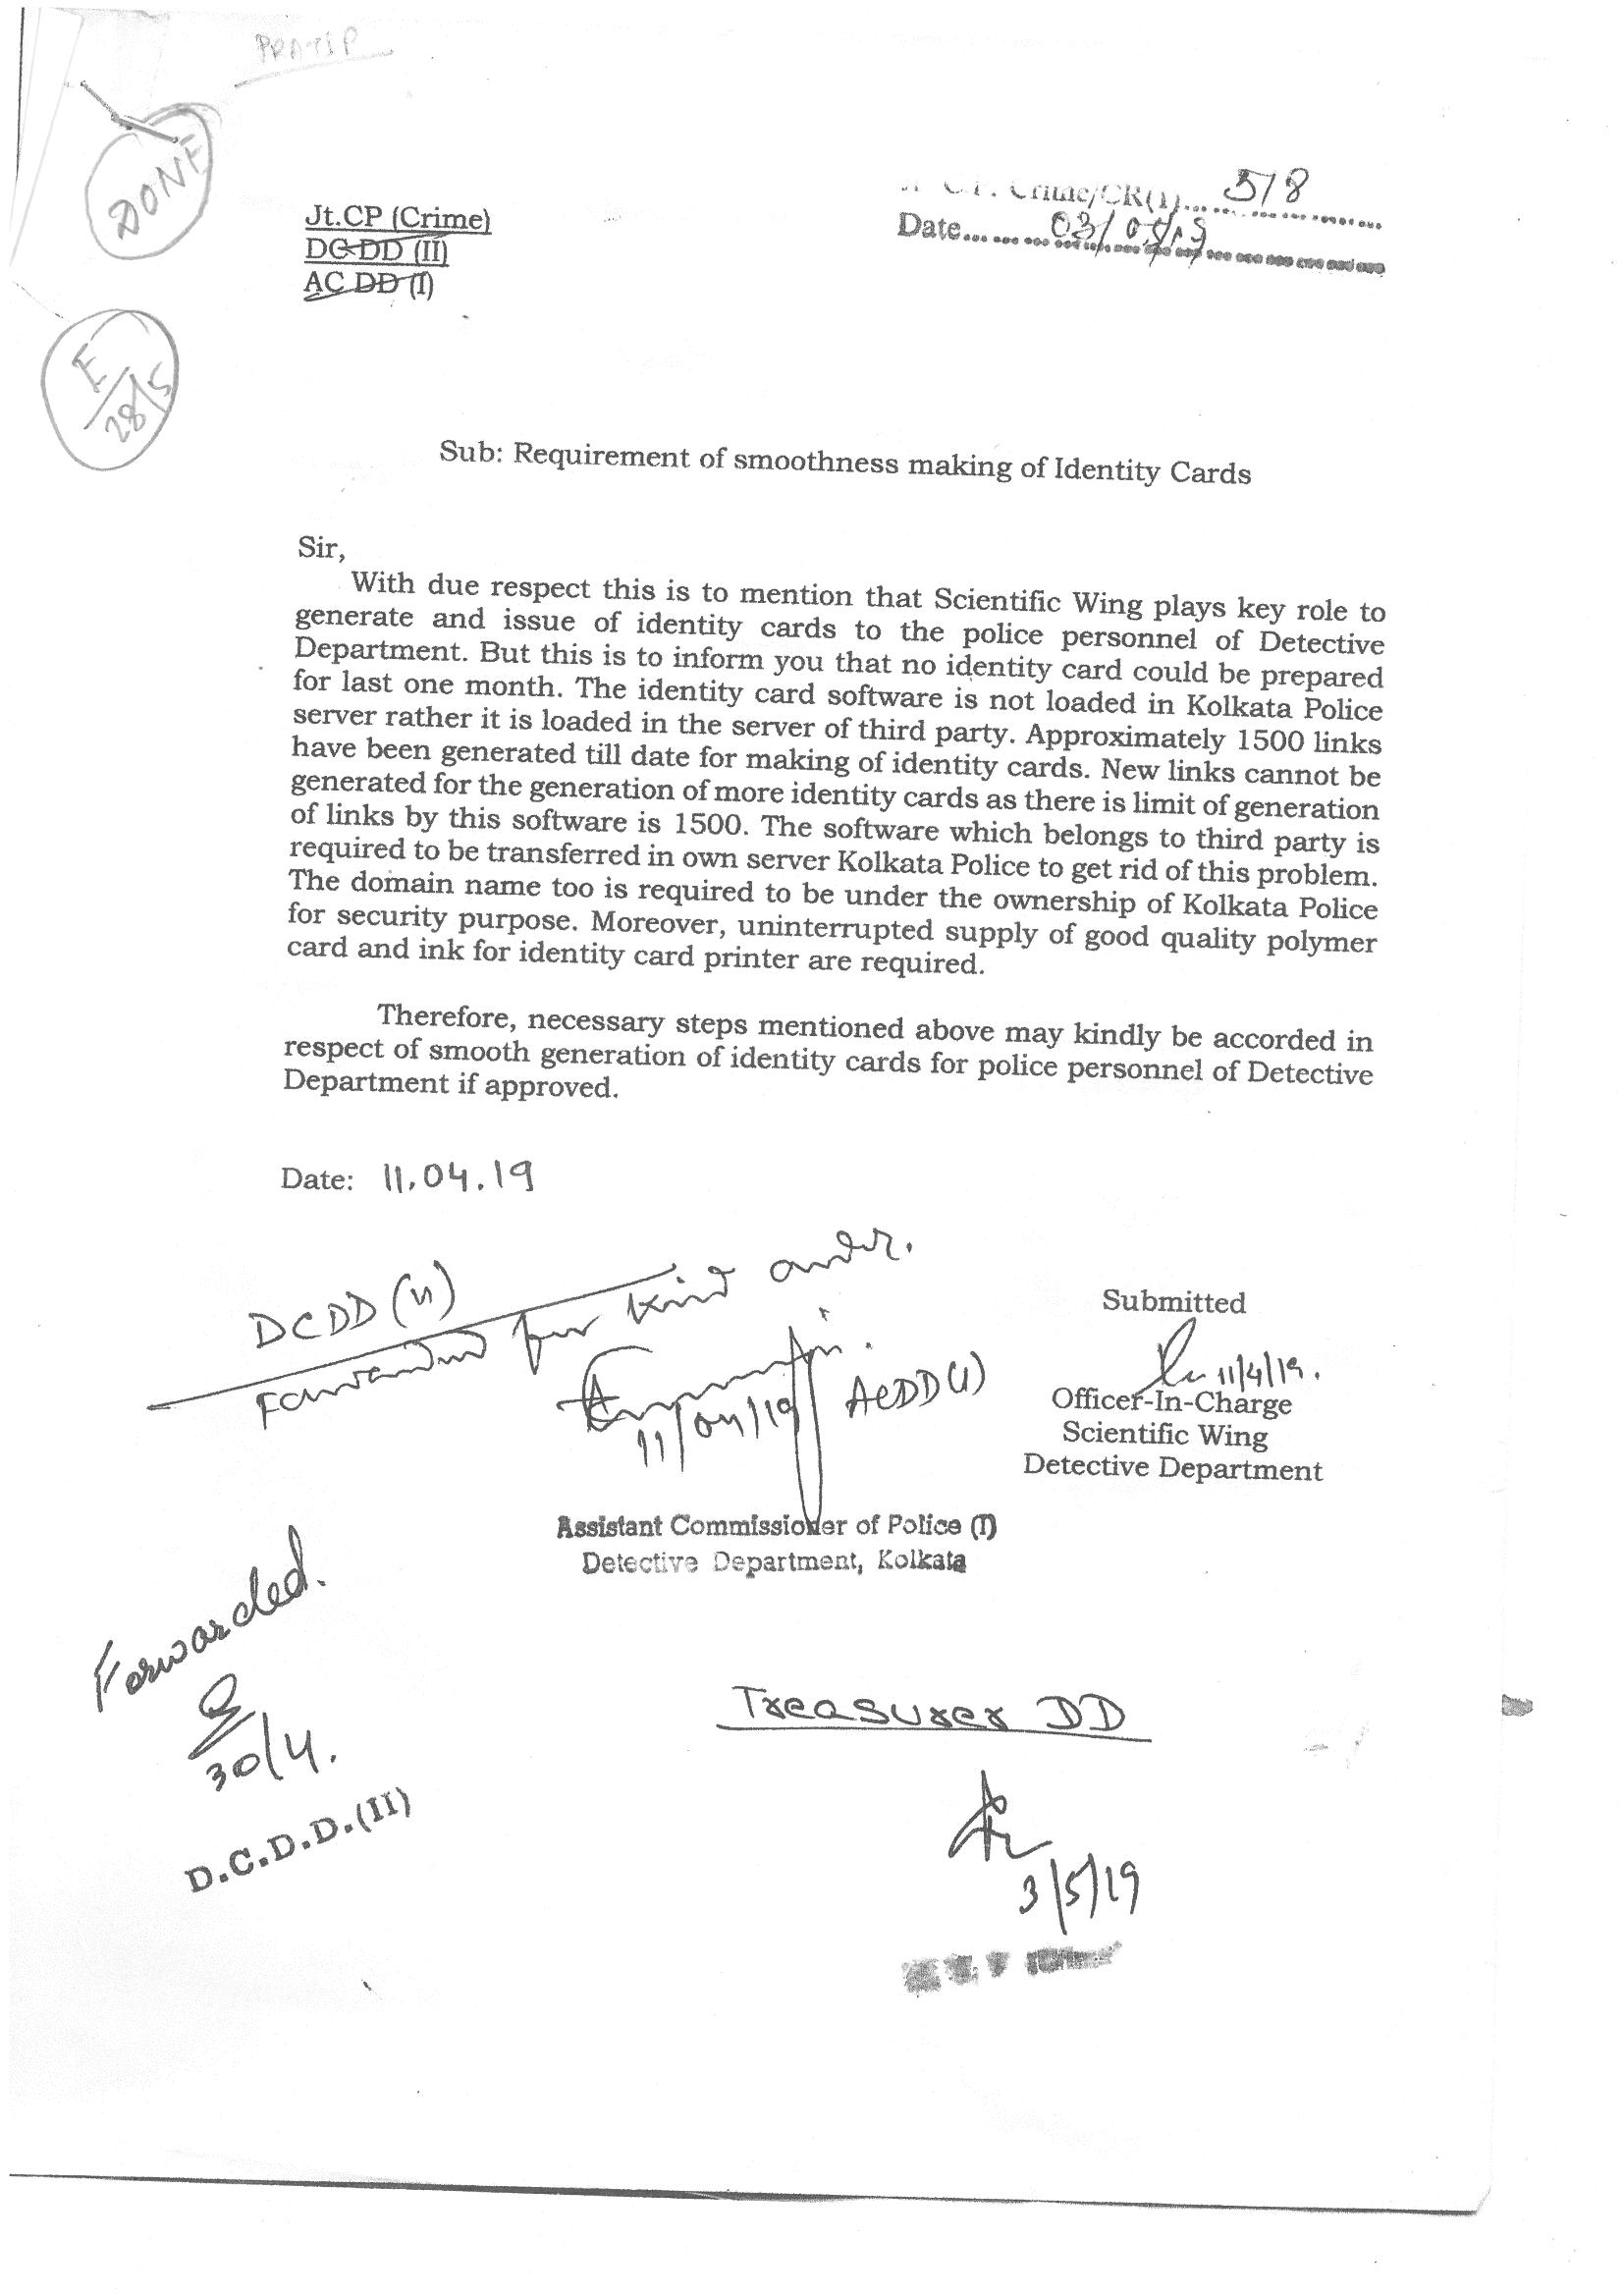 PRATIP
DONE
Jt.CP (Crime)
DC DD (II)
AC DD (I)
C.P. Crime/CR(1)... 518
Date... 03/05/19
E/28/5
Sub: Requirement of smoothness making of Identity Cards
Sir,
With due respect this is to mention that Scientific Wing plays key role to
generate and issue of identity cards to the police personnel of Detective
Department. But this is to inform you that no identity card could be prepared
for last one month. The identity card software is not loaded in Kolkata Police
server rather it is loaded in the server of third party. Approximately 1500 links
have been generated till date for making of identity cards. New links cannot be
generated for the generation of more identity cards as there is limit of generation
of links by this software is 1500. The software which belongs to third party is
required to be transferred in own server Kolkata Police to get rid of this problem.
The domain name too is required to be under the ownership of Kolkata Police
for security purpose. Moreover, uninterrupted supply of good quality polymer
card and ink for identity card printer are required.
Therefore, necessary steps mentioned above may kindly be accorded in
respect of smooth generation of identity cards for police personnel of Detective
Department if approved.
Date: 11.04.19
DCDD (II)
Forwarded for kind order.
11/04/19
ACDD(I)
Submitted
11/4/19.
Officer-In-Charge
Scientific Wing
Detective Department
Assistant Commissioner of Police (I)
Detective Department, Kolkata
Forwarded.
30/4.
D.C.D.D.(II)
Treasurer DD
3/5/19